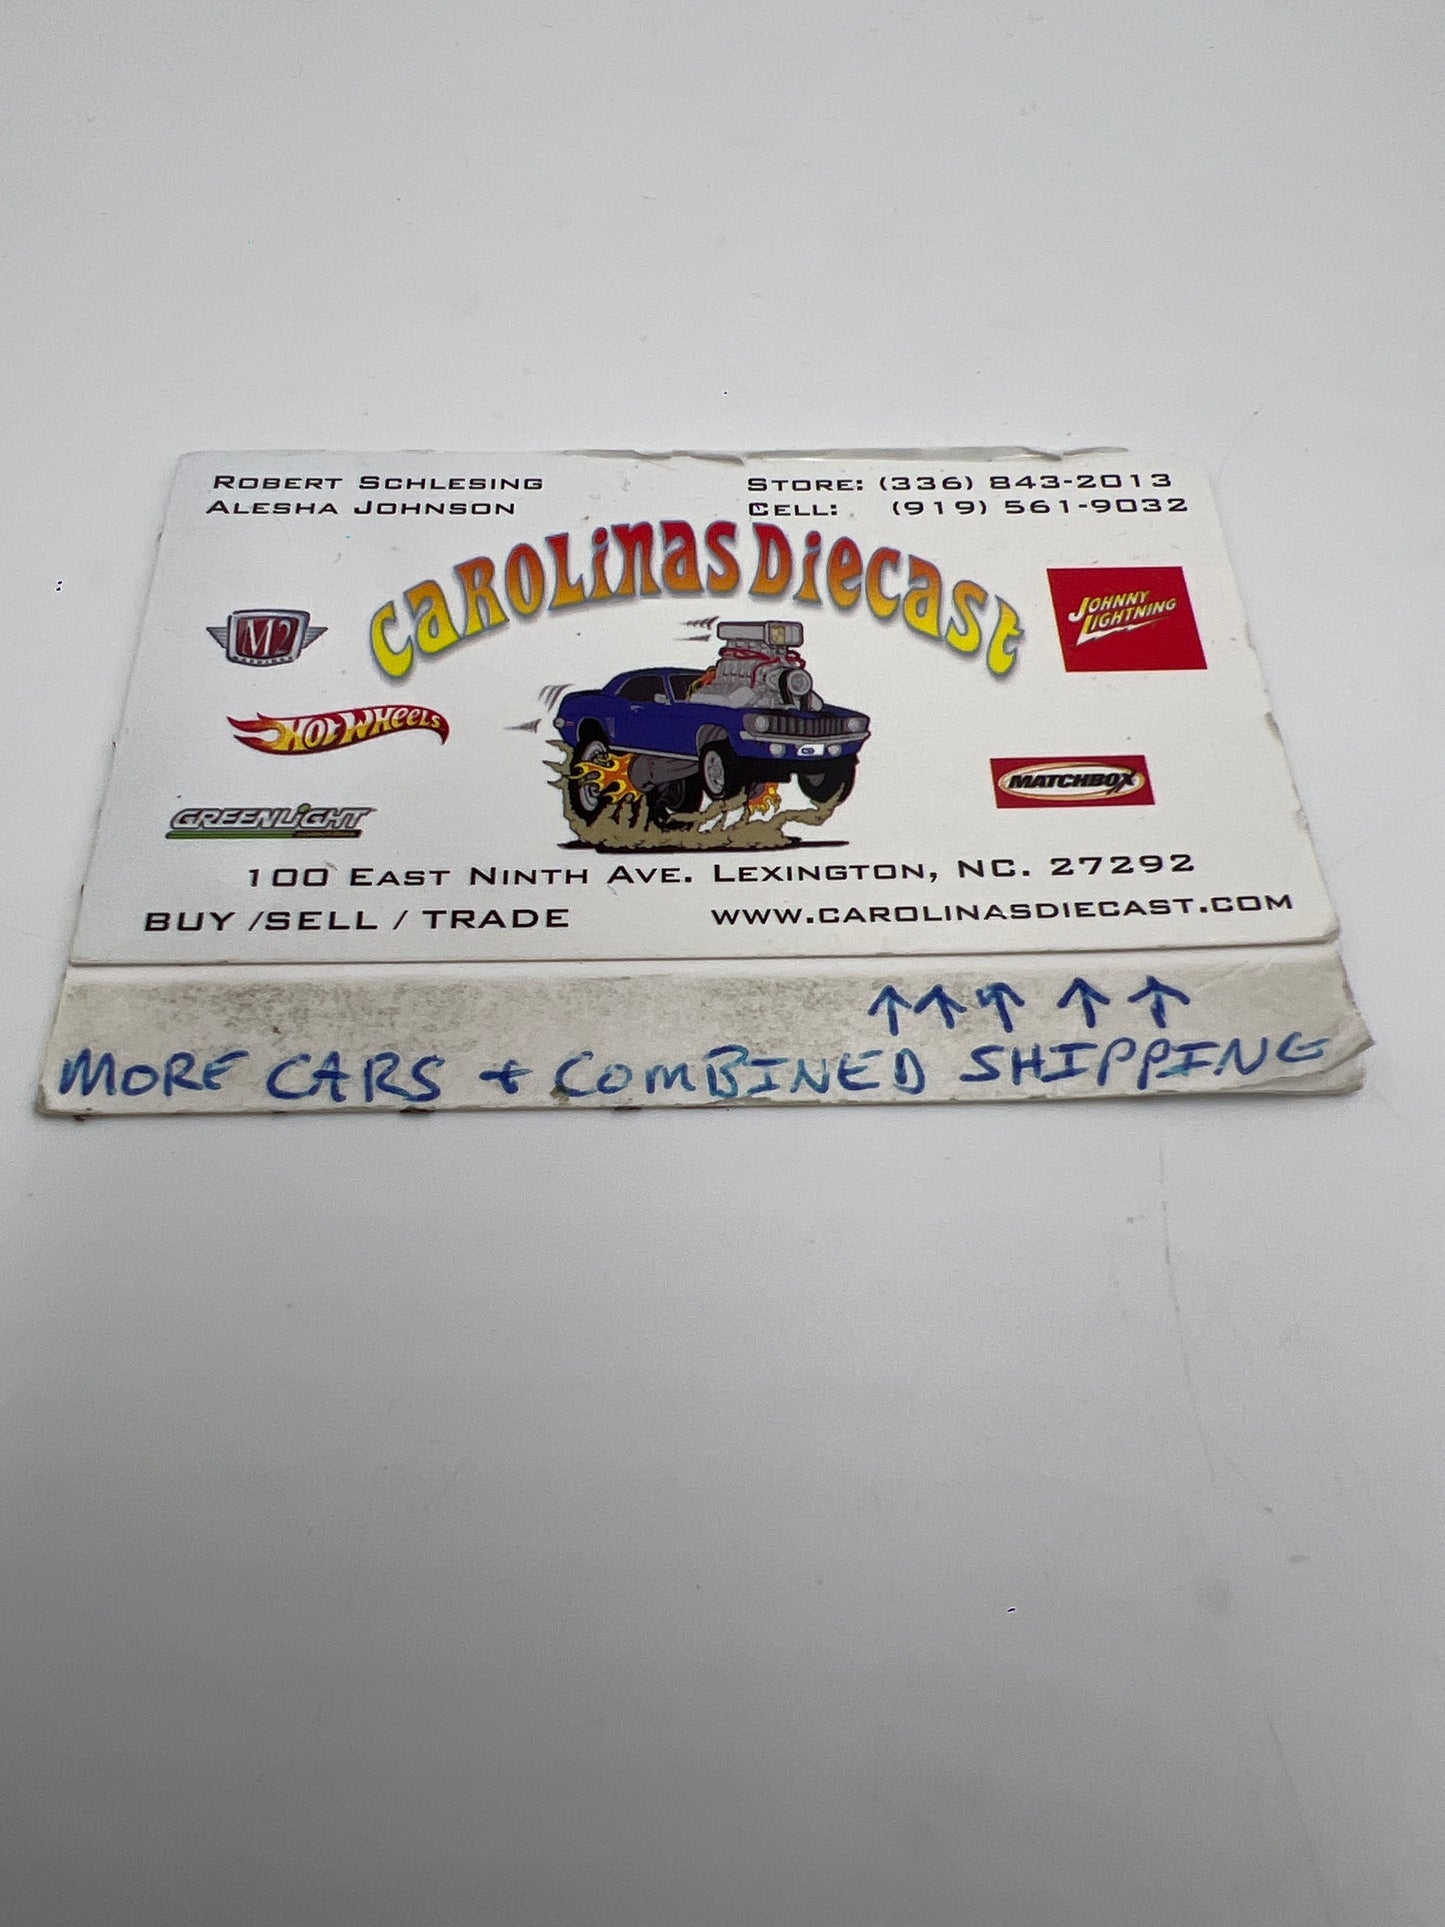 ROBERT SCHLESING
ALESHA JOHNSON
STORE: (336) 843-2013
CELL: (919) 561-9032
CAROLINAS DIECAST
M2
JOHNNY LIGHTNING
HOT WHEELS
MATCHBOX
GREENLIGHT
100 EAST NINTH AVE. LEXINGTON, NC. 27292
BUY /SELL / TRADE
WWW.CAROLINASDIECAST.COM
↑↑↑↑↑
MORE CARS + COMBINED SHIPPING